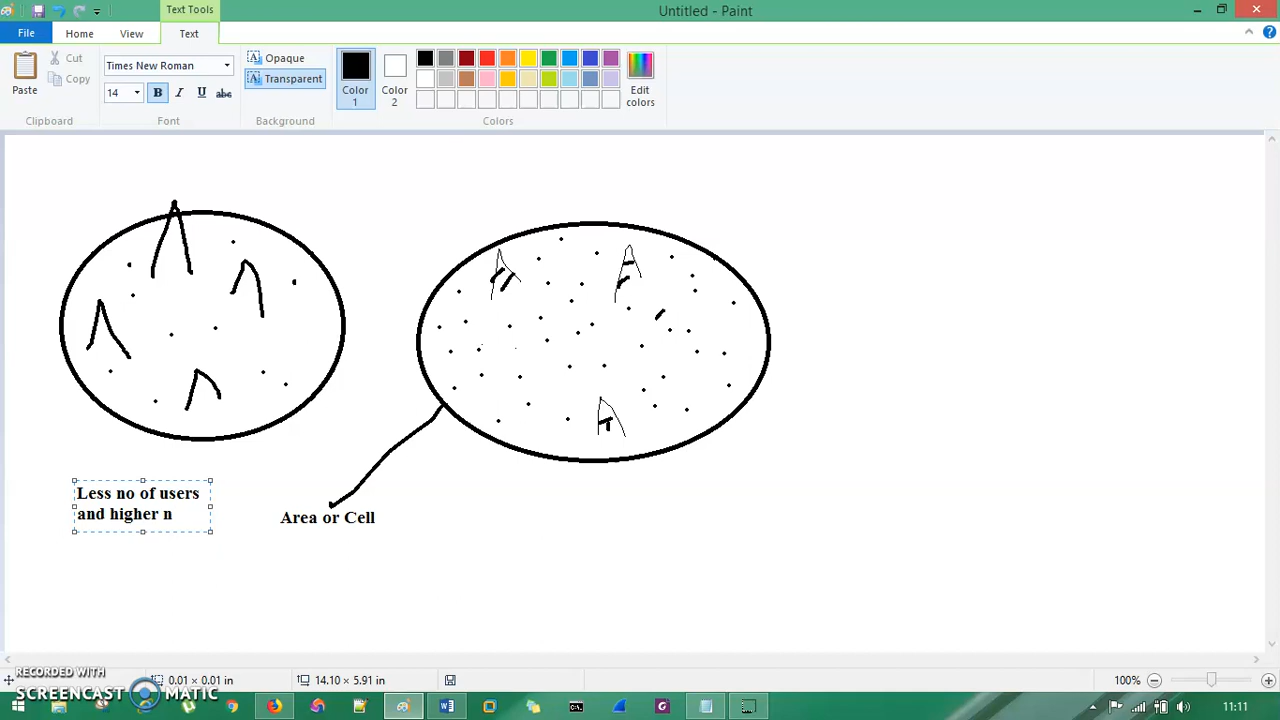 Text Tools
Untitled - Paint
File
Home
View
Text
Paste
Cut
Copy
Clipboard
Times New Roman
14
B
I
U
abc
Font
Opaque
Transparent
Background
Color 1
Color 2
Edit colors
Colors
Less no of users
and higher n
Area or Cell
0.01 × 0.01 in
14.10 × 5.91 in
100%
RECORDED WITH
SCREENCAST MATIC
11:11